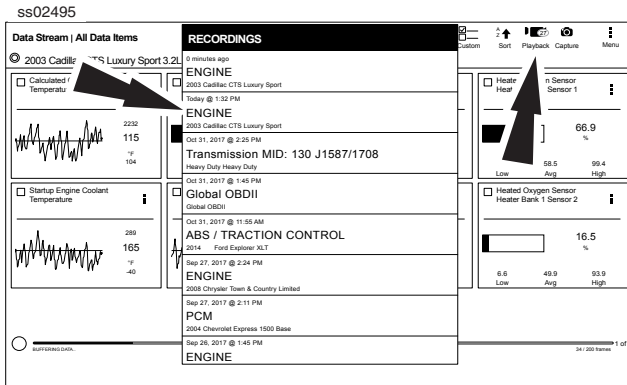 ss02495
Data Stream | All Data Items
2003 Cadillac CTS Luxury Sport 3.2L
Custom
Sort
Playback
27
Capture
Menu
RECORDINGS
0 minutes ago
ENGINE
2003 Cadillac CTS Luxury Sport
Today @ 1:32 PM
ENGINE
2003 Cadillac CTS Luxury Sport
Oct 31, 2017 @ 2:25 PM
Transmission MID: 130 J1587/1708
Heavy Duty Heavy Duty
Oct 31, 2017 @ 1:45 PM
Global OBDII
Global OBDII
Oct 31, 2017 @ 11:55 AM
ABS / TRACTION CONTROL
2014 Ford Explorer XLT
Sep 27, 2017 @ 2:24 PM
ENGINE
2008 Chrysler Town & Country Limited
Sep 27, 2017 @ 2:11 PM
PCM
2004 Chevrolet Express 1500 Base
Sep 26, 2017 @ 1:45 PM
ENGINE
Calculated
2232
115
°F
104
Heated Sensor
Sensor 1
66.9
%
58.5 99.4
Low Avg High
Startup Engine Coolant
Temperature
289
165
°F
-40
Heated Oxygen Sensor
Heater Bank 1 Sensor 2
16.5
%
6.6 49.9 93.9
Low Avg High
BUFFERING DATA..
34 / 200 frames
1 of